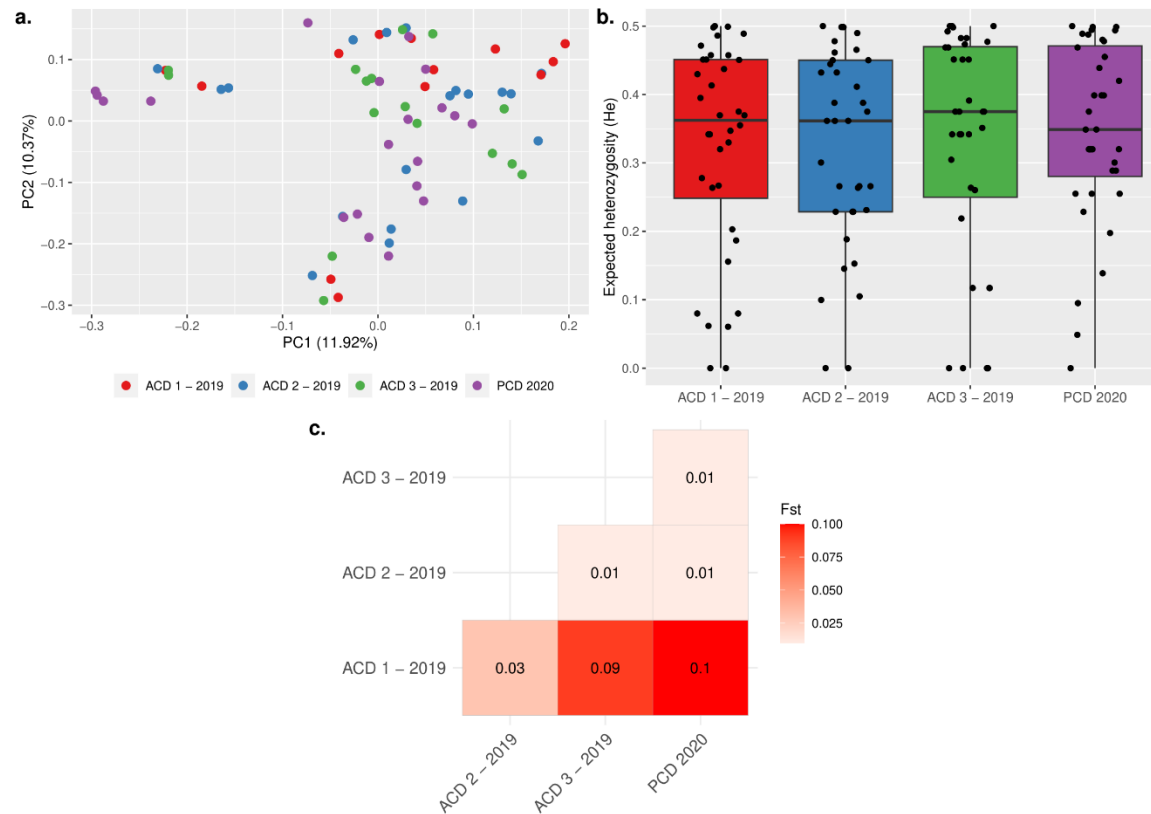 a.
PC2 (10.37%)
0.1
0.0
−0.1
−0.2
−0.3
−0.3
−0.2
−0.1
0.0
0.1
0.2
PC1 (11.92%)
ACD 1 − 2019
ACD 2 − 2019
ACD 3 − 2019
PCD 2020
b.
Expected heterozygosity (He)
0.5
0.4
0.3
0.2
0.1
0.0
ACD 1 − 2019
ACD 2 − 2019
ACD 3 − 2019
PCD 2020
c.
ACD 3 − 2019
0.01
ACD 2 − 2019
0.01
0.01
ACD 1 − 2019
0.03
0.09
0.1
ACD 2 − 2019
ACD 3 − 2019
PCD 2020
Fst
0.100
0.075
0.050
0.025